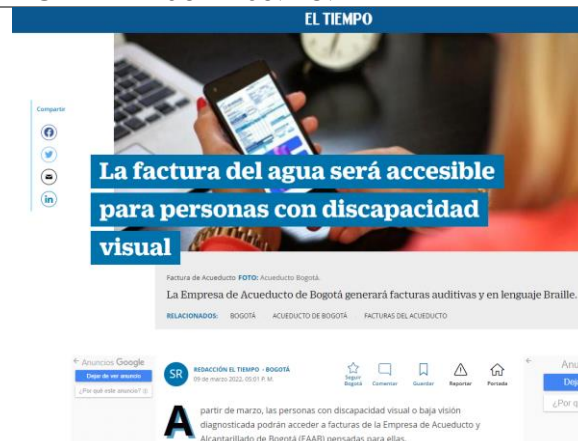 EL TIEMPO
Compartir
La factura del agua será accesible
para personas con discapacidad
visual
Factura de Acueducto FOTO: Acueducto Bogotá.
La Empresa de Acueducto de Bogotá generará facturas auditivas y en lenguaje Braille.
RELACIONADOS: BOGOTÁ ACUEDUCTO DE BOGOTÁ FACTURAS DEL ACUEDUCTO
Anuncios Google
Dejar de ver anuncio
¿Por qué este anuncio?
SR
REDACCIÓN EL TIEMPO - BOGOTÁ
09 de marzo 2022, 05:01 P. M.
Seguir Bogotá
Comentar
Guardar
Reportar
Portada
A partir de marzo, las personas con discapacidad visual o baja visión
diagnosticada podrán acceder a facturas de la Empresa de Acueducto y
Alcantarillado de Bogotá (EAAB) pensadas para ellas.
Anu
Dej
¿Por q